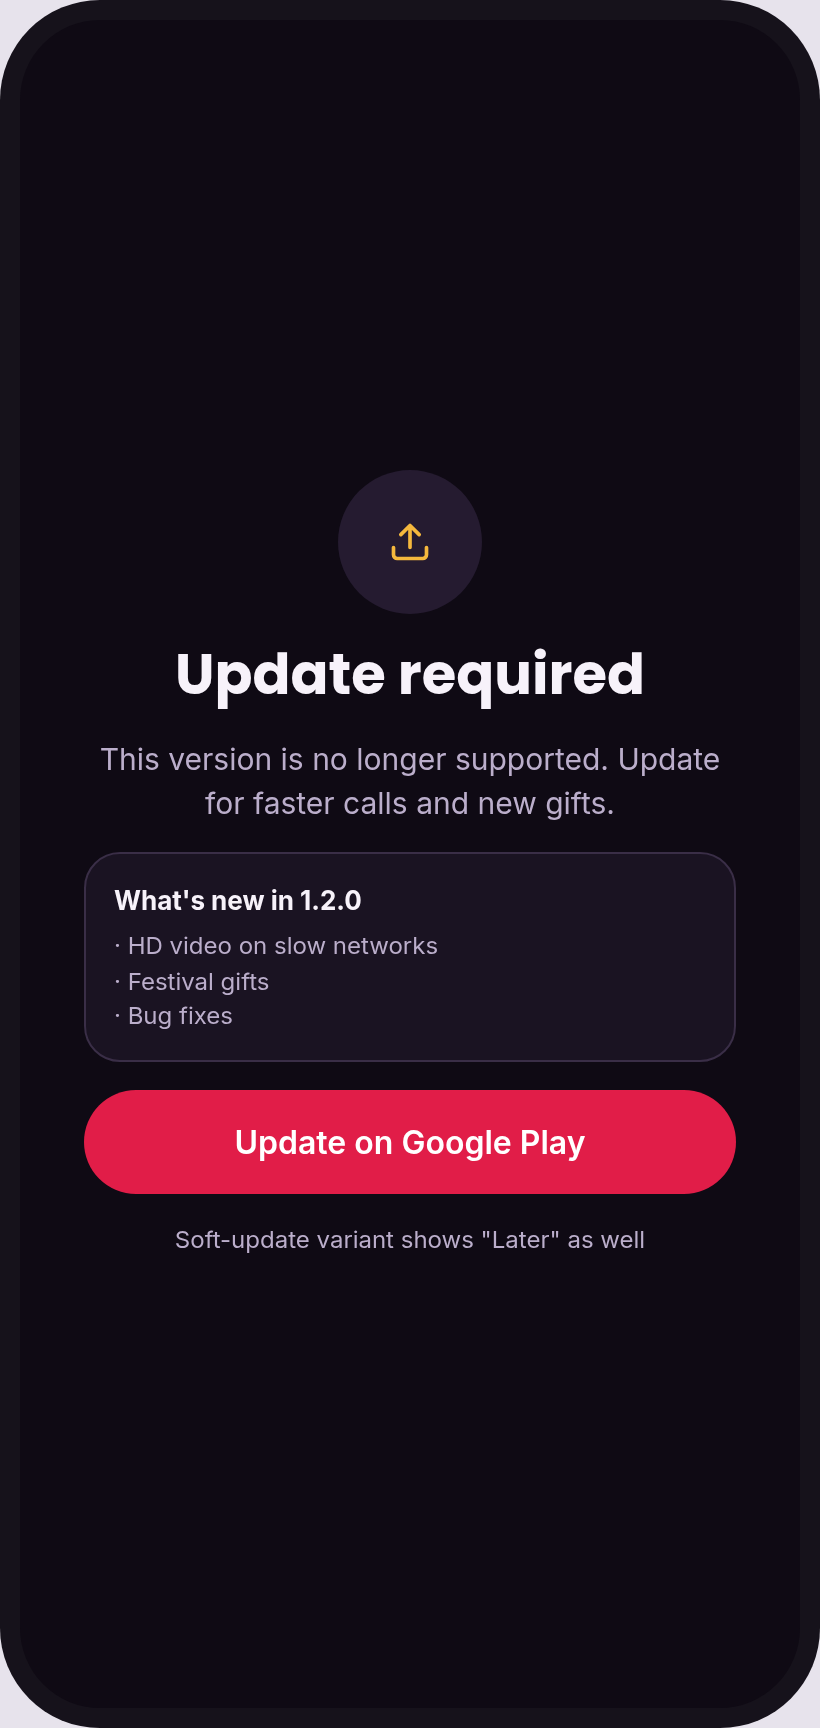 Update required
This version is no longer supported. Update
for faster calls and new gifts.
What's new in 1.2.0
· HD video on slow networks
· Festival gifts
· Bug fixes
Update on Google Play
Soft-update variant shows "Later" as well